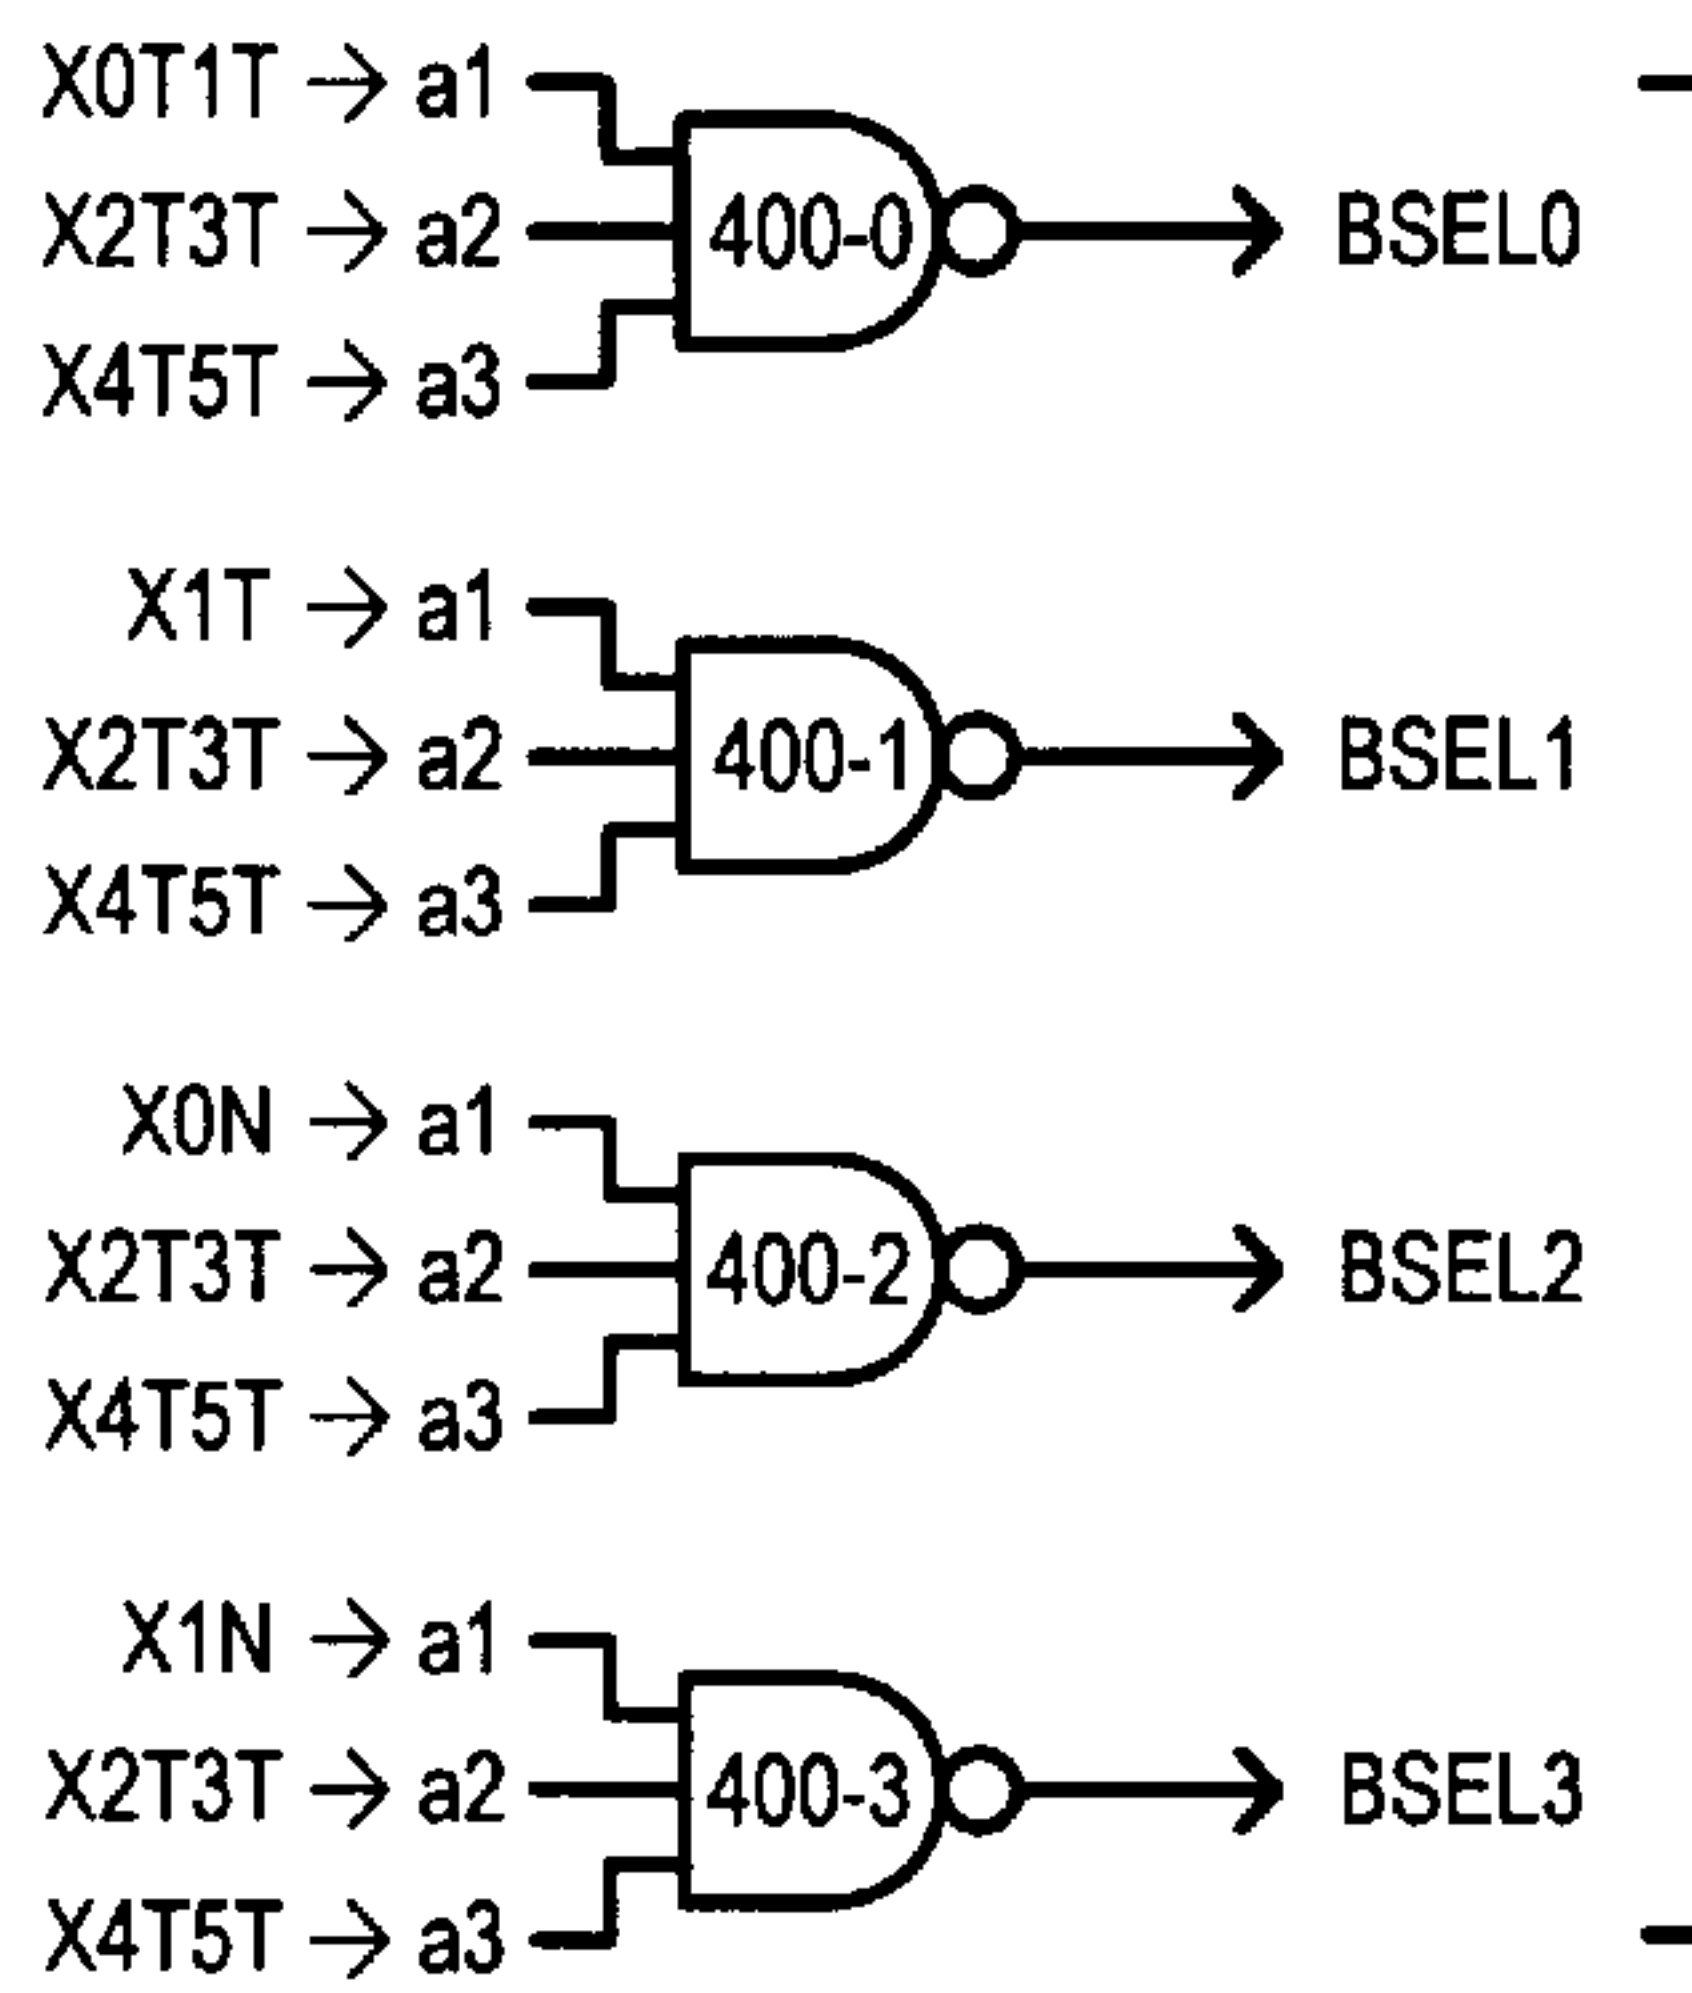 X0T1T → a1
X2T3T → a2 400-0 BSEL0
X4T5T → a3
X1T → a1
X2T3T → a2 400-1 BSEL1
X4T5T → a3
X0N → a1
X2T3T → a2 400-2 BSEL2
X4T5T → a3
X1N → a1
X2T3T → a2 400-3 BSEL3
X4T5T → a3